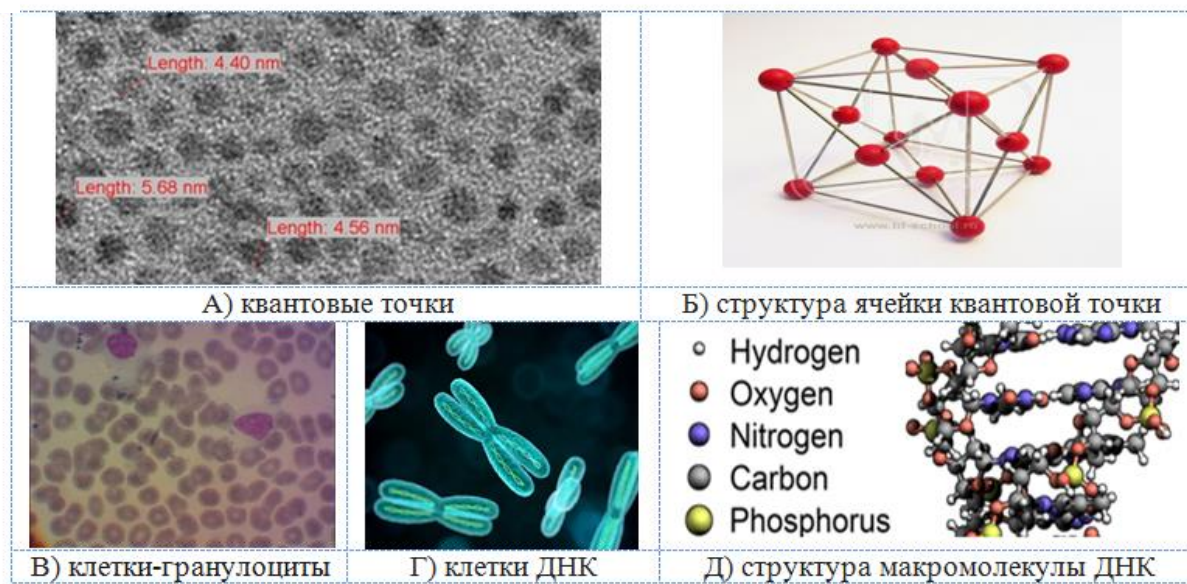 Length: 4.40 nm
Length: 5.68 nm
Length: 4.56 nm
А) квантовые точки
Б) структура ячейки квантовой точки
Hydrogen
Oxygen
Nitrogen
Carbon
Phosphorus
В) клетки-гранулоциты
Г) клетки ДНК
Д) структура макромолекулы ДНК